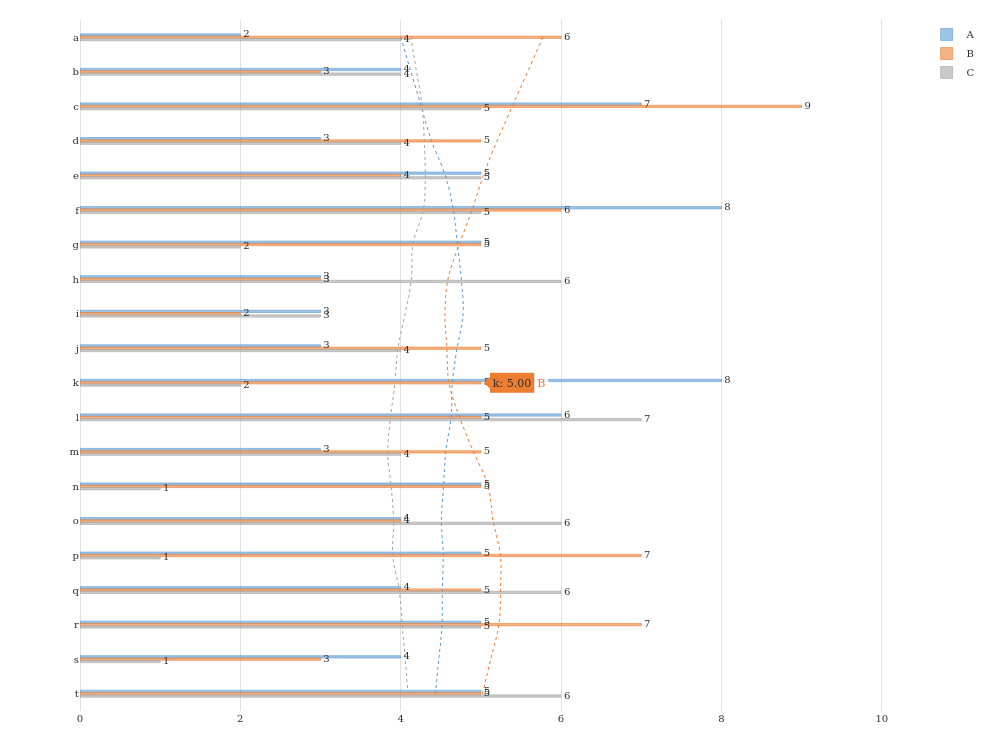 A
B
C
a 2 6 4
b 4 3 4
c 7 9 5
d 3 5 4
e 5 4 5
f 8 6 5
g 5 5 2
h 3 3 6
i 3 2 3
j 3 5 4
k 8 k: 5.00 B 2
l 6 5 7
m 3 5 4
n 5 5 1
o 4 4 6
p 5 7 1
q 4 5 6
r 5 7 5
s 4 3 1
t 5 5 6
0 2 4 6 8 10